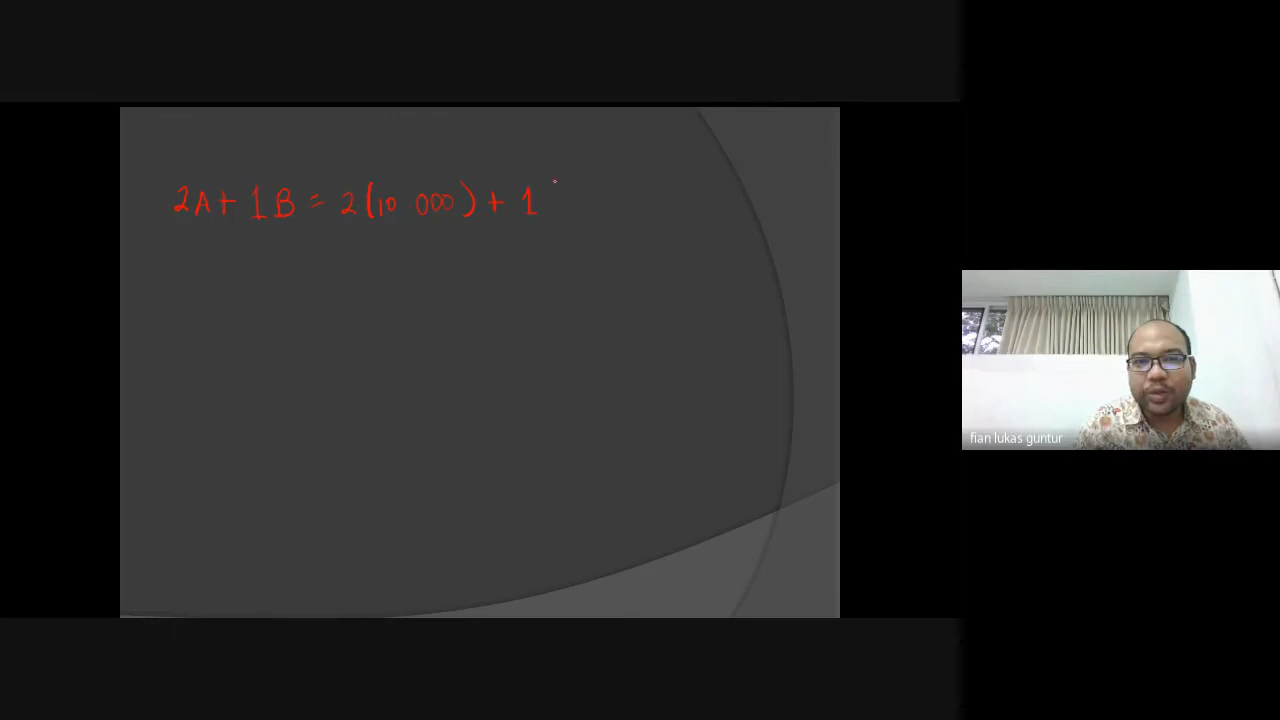 2A + 1B = 2(10 000) + 1
fian lukas guntur